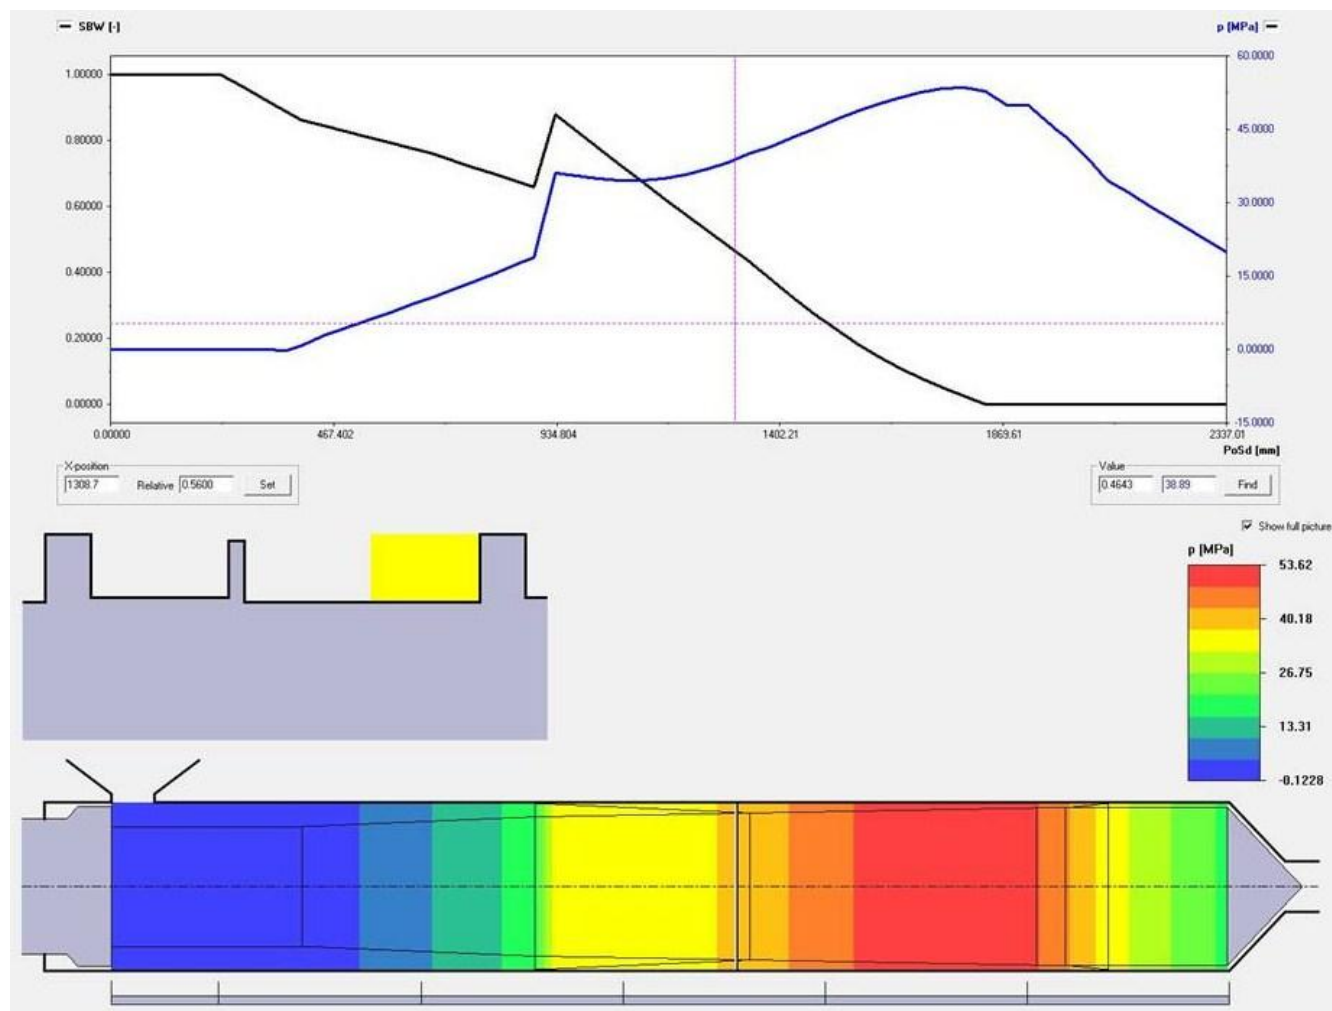 SBW [-]
p [MPa]
60.0000
1.00000
45.0000
0.80000
30.0000
0.60000
0.40000
15.0000
0.20000
0.00000
0.00000
-15.0000
0.00000
467.402
934.804
1402.21
1869.61
2337.01
PoSd [mm]
X-position
1308.7
Relative
0.5600
Set
Value
0.4643
38.89
Find
Show full picture
p [MPa]
53.62
40.18
26.75
13.31
-0.1228